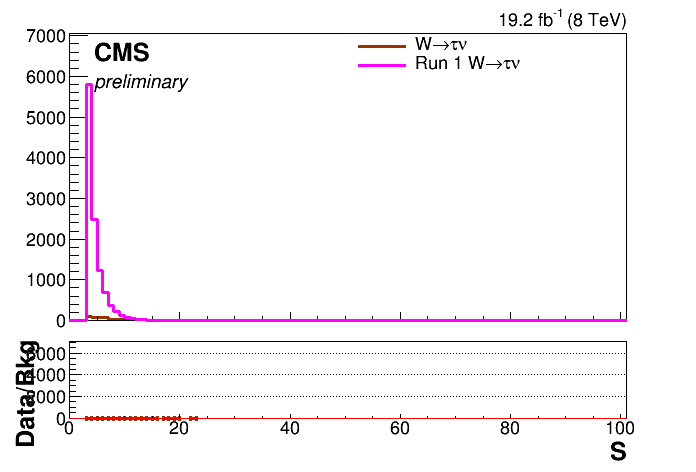 19.2 fb⁻¹ (8 TeV)
CMS
preliminary
W→τν
Run 1 W→τν
7000
6000
5000
4000
3000
2000
1000
0
Data/Bkg
0
0 20 40 60 80 100
S